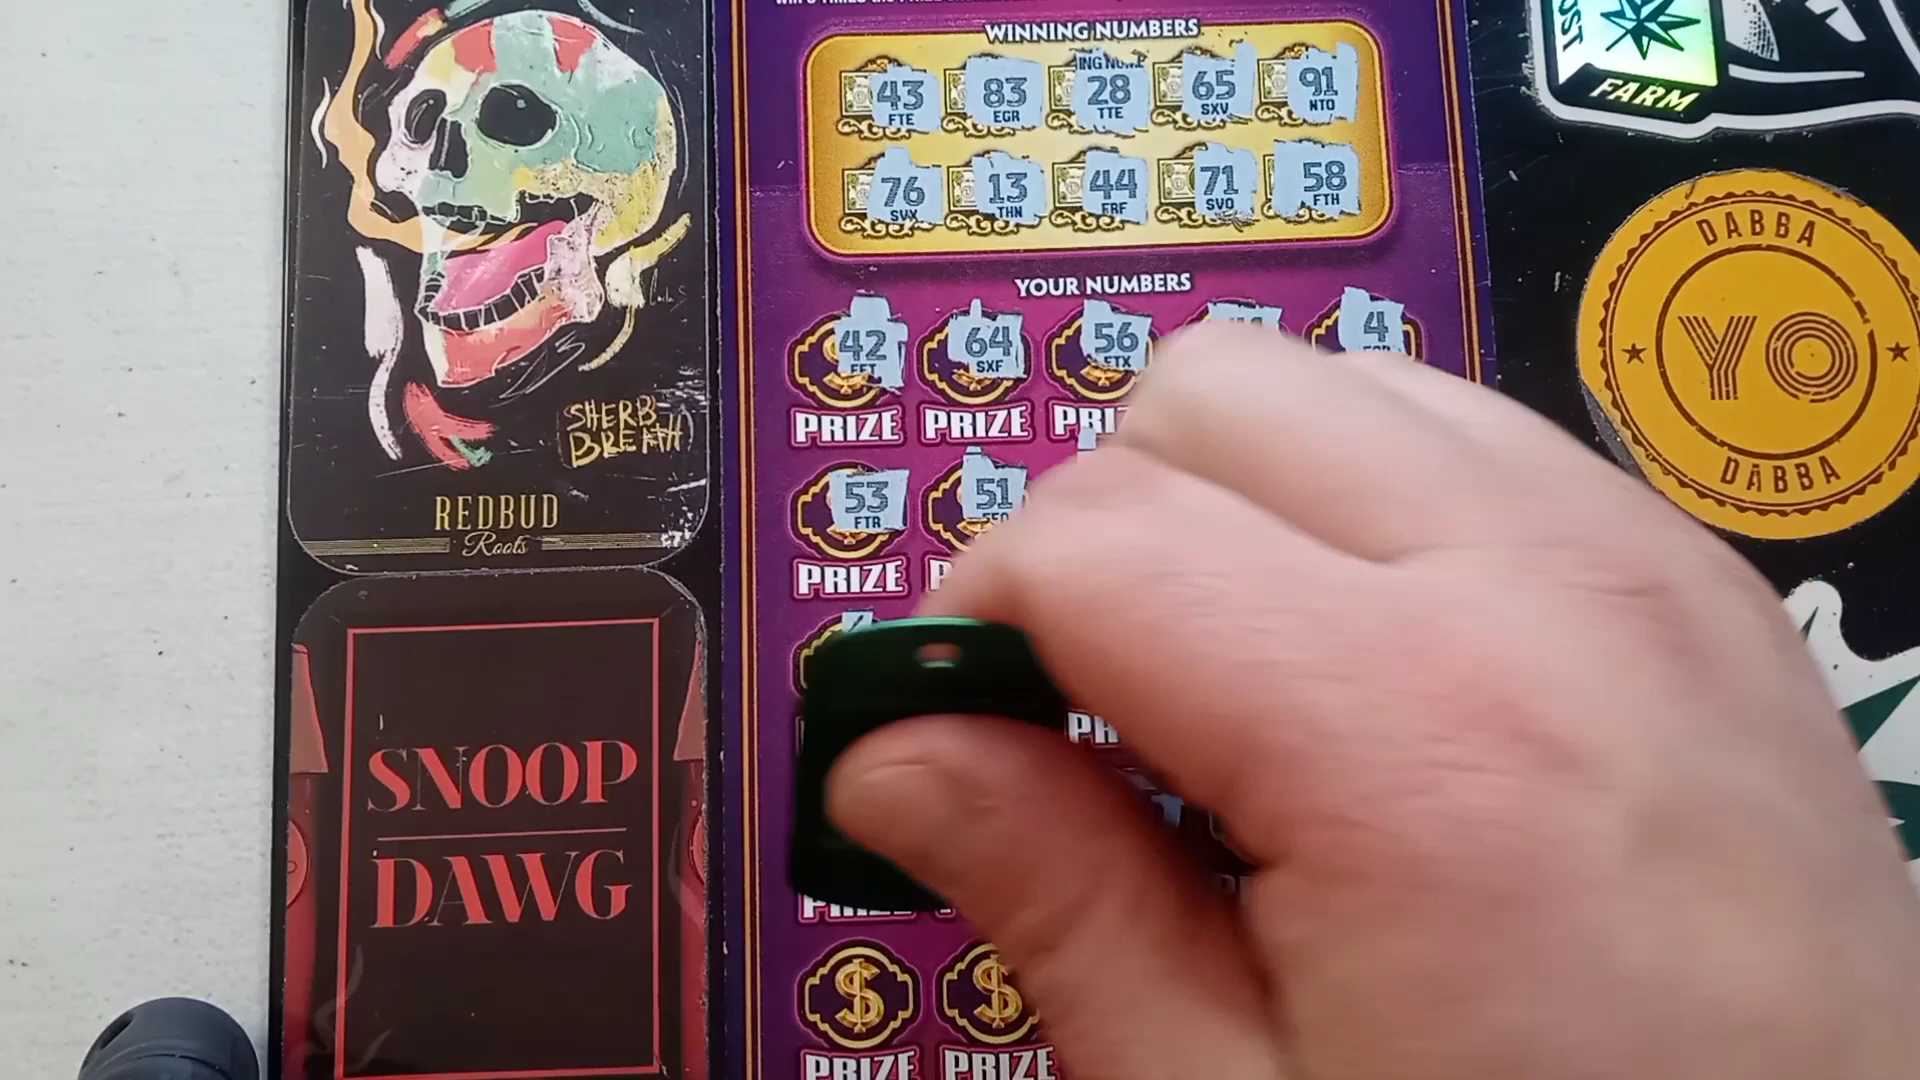 WINNING NUMBERS
43 83 28 65 91
FTE EGR TTE SXV NTO
76 13 44 71 58
SVX THN FRF SVO FTH
YOUR NUMBERS
42 64 56 4
FFT SXF FTX
PRIZE PRIZE
53 51
FTR
PRIZE
PRIZE PRIZE
SHERB
BREATH
REDBUD
Roots
SNOOP
DAWG
FARM
DABBA
YO
DABBA